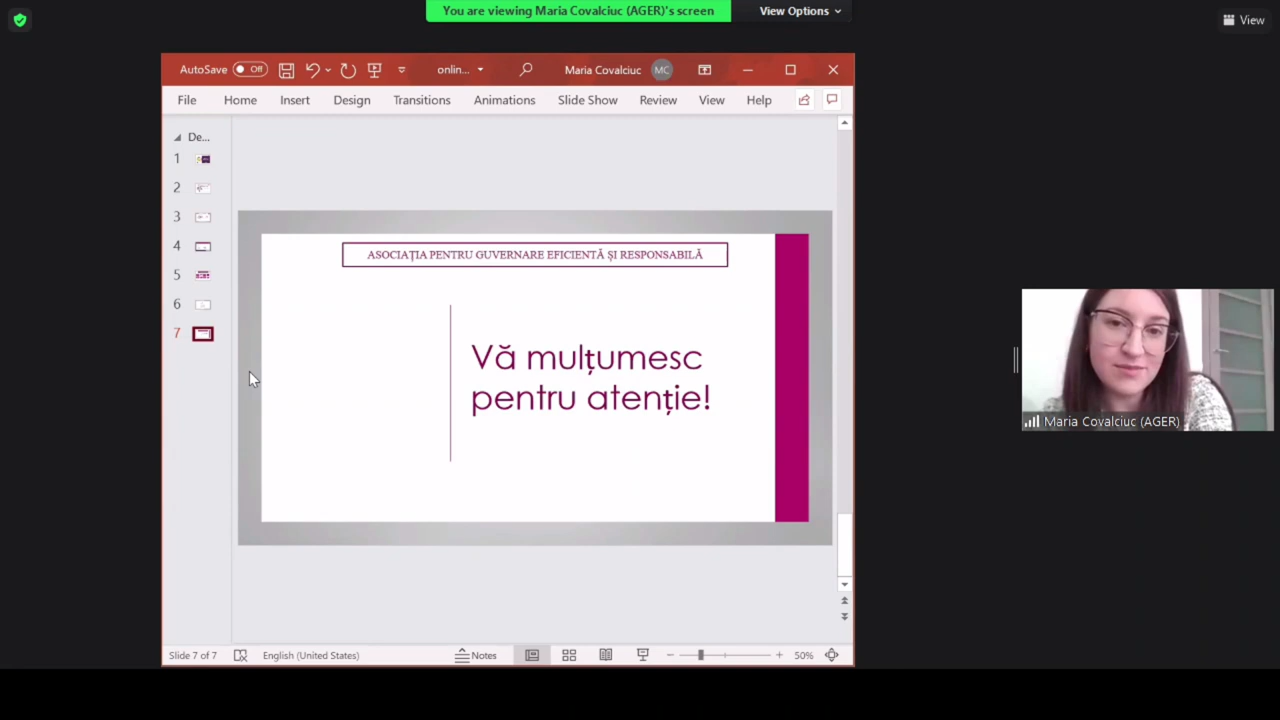 You are viewing Maria Covalciuc (AGER)'s screen
View Options
View
AutoSave Off
onlin...
Maria Covalciuc
MC
File Home Insert Design Transitions Animations Slide Show Review View Help
De...
1
2
3
4
5
6
7
ASOCIAȚIA PENTRU GUVERNARE EFICIENTĂ ȘI RESPONSABILĂ
Vă mulțumesc
pentru atenție!
Maria Covalciuc (AGER)
Slide 7 of 7
English (United States)
Notes
50%